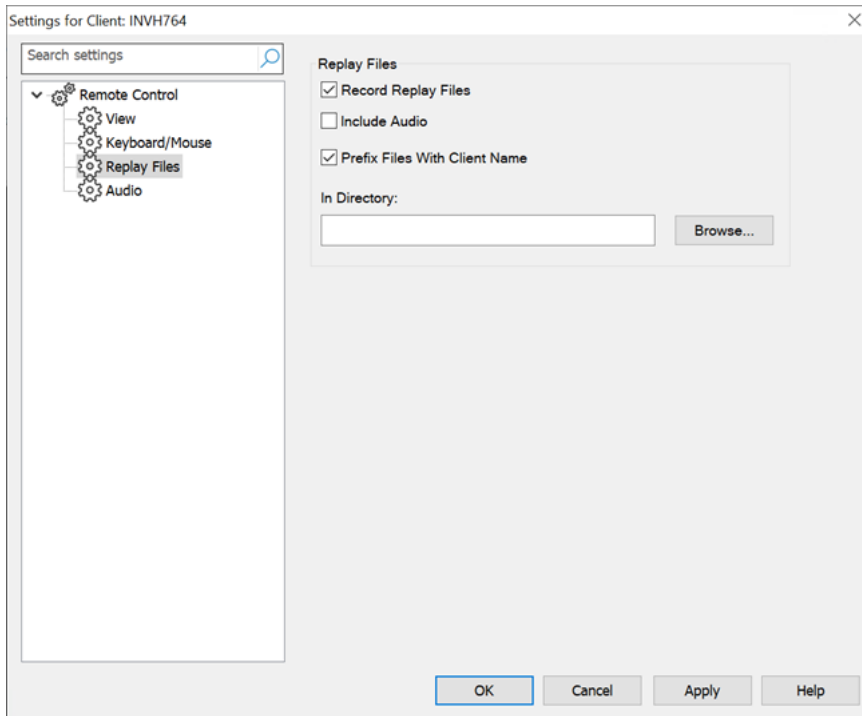 Settings for Client: INVH764
Search settings
Remote Control
View
Keyboard/Mouse
Replay Files
Audio
Replay Files
Record Replay Files
Include Audio
Prefix Files With Client Name
In Directory:
Browse...
OK
Cancel
Apply
Help